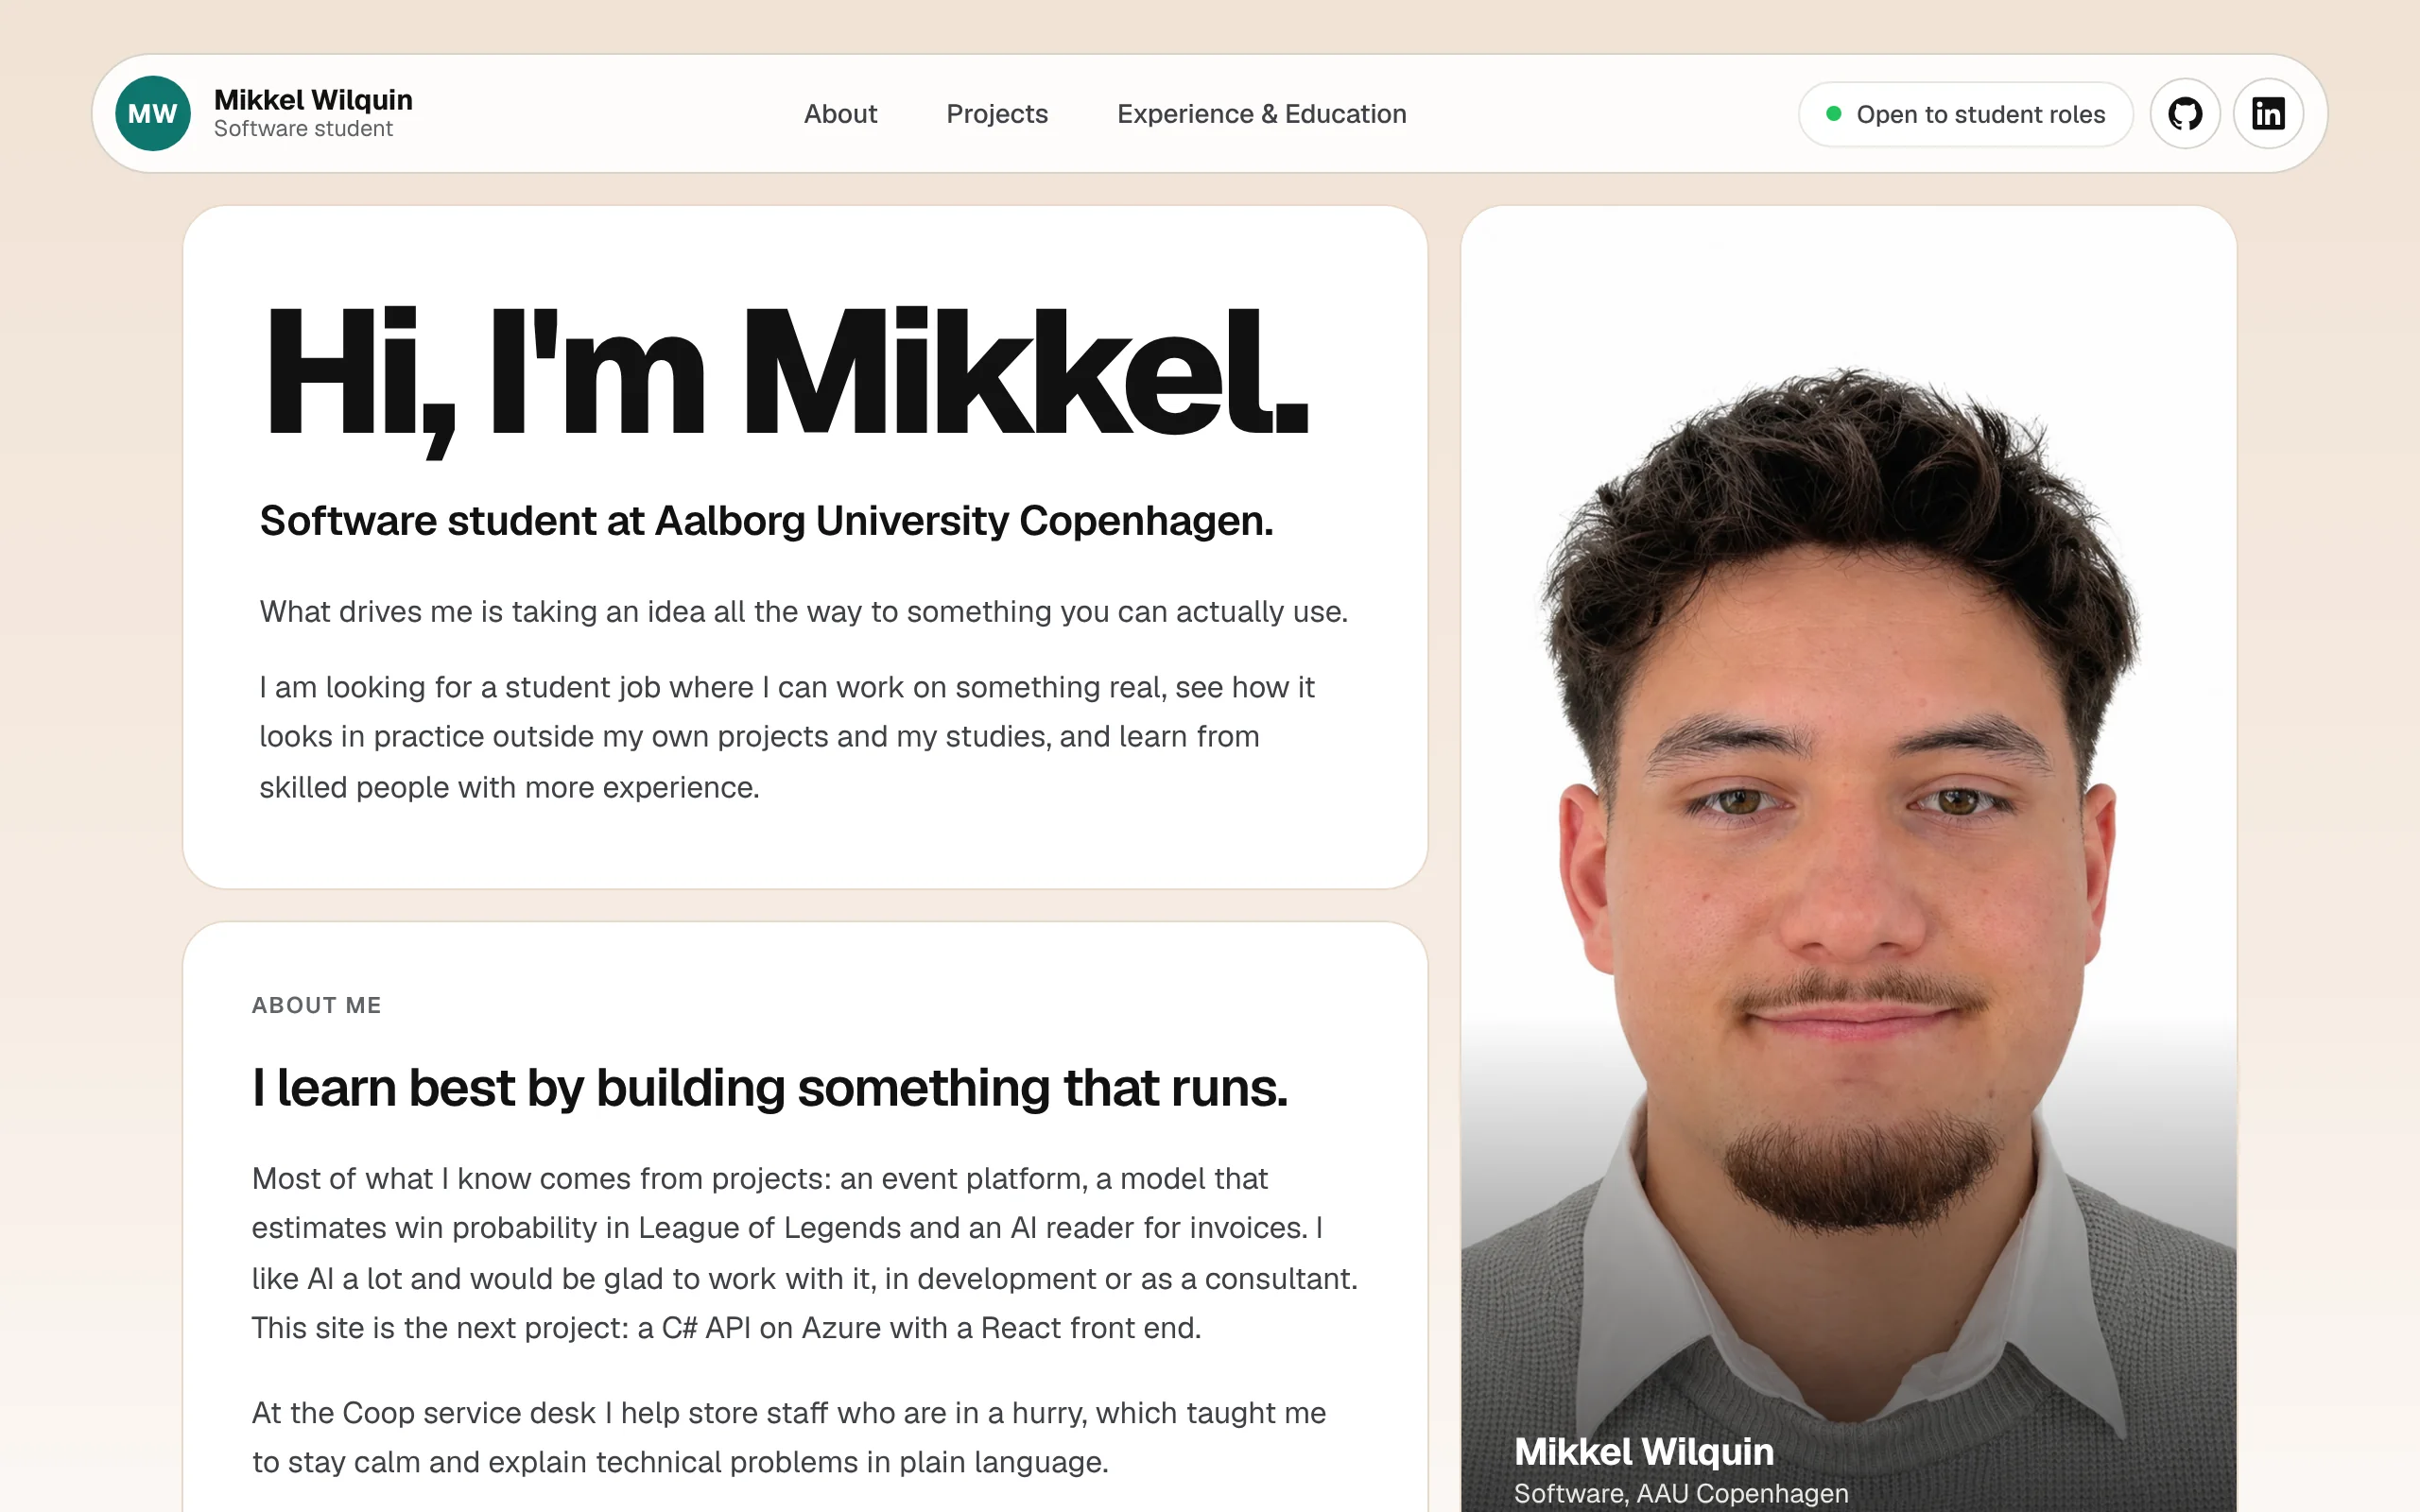 MW
Mikkel Wilquin
Software student
About
Projects
Experience & Education
Open to student roles
in
Hi, I'm Mikkel.
Software student at Aalborg University Copenhagen.
What drives me is taking an idea all the way to something you can actually use.
I am looking for a student job where I can work on something real, see how it
looks in practice outside my own projects and my studies, and learn from
skilled people with more experience.
ABOUT ME
I learn best by building something that runs.
Most of what I know comes from projects: an event platform, a model that
estimates win probability in League of Legends and an AI reader for invoices. I
like AI a lot and would be glad to work with it, in development or as a consultant.
This site is the next project: a C# API on Azure with a React front end.
At the Coop service desk I help store staff who are in a hurry, which taught me
to stay calm and explain technical problems in plain language.
Mikkel Wilquin
Software, AAU Copenhagen